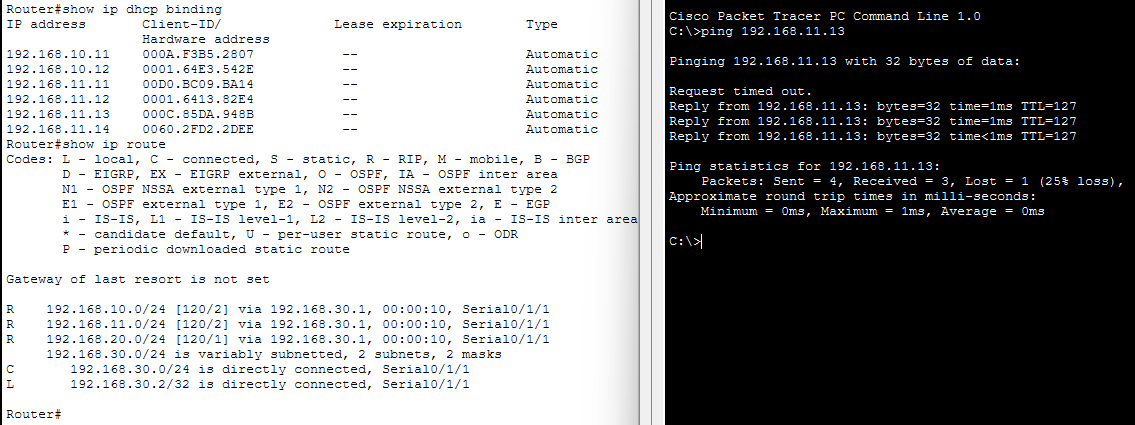 Router#show ip dhcp binding
IP address       Client-ID/              Lease expiration        Type
                 Hardware address
192.168.10.11    000A.F3B5.2807           --                     Automatic
192.168.10.12    0001.64E3.542E           --                     Automatic
192.168.11.11    00D0.BC09.BA14           --                     Automatic
192.168.11.12    0001.6413.82E4           --                     Automatic
192.168.11.13    000C.85DA.948B           --                     Automatic
192.168.11.14    0060.2FD2.2DEE           --                     Automatic
Router#show ip route
Codes: L - local, C - connected, S - static, R - RIP, M - mobile, B - BGP
       D - EIGRP, EX - EIGRP external, O - OSPF, IA - OSPF inter area
       N1 - OSPF NSSA external type 1, N2 - OSPF NSSA external type 2
       E1 - OSPF external type 1, E2 - OSPF external type 2, E - EGP
       i - IS-IS, L1 - IS-IS level-1, L2 - IS-IS level-2, ia - IS-IS inter area
       * - candidate default, U - per-user static route, o - ODR
       P - periodic downloaded static route
Gateway of last resort is not set
R    192.168.10.0/24 [120/2] via 192.168.30.1, 00:00:10, Serial0/1/1
R    192.168.11.0/24 [120/2] via 192.168.30.1, 00:00:10, Serial0/1/1
R    192.168.20.0/24 [120/1] via 192.168.30.1, 00:00:10, Serial0/1/1
     192.168.30.0/24 is variably subnetted, 2 subnets, 2 masks
C       192.168.30.0/24 is directly connected, Serial0/1/1
L       192.168.30.2/32 is directly connected, Serial0/1/1
Router#
Cisco Packet Tracer PC Command Line 1.0
C:\>ping 192.168.11.13
Pinging 192.168.11.13 with 32 bytes of data:
Request timed out.
Reply from 192.168.11.13: bytes=32 time=1ms TTL=127
Reply from 192.168.11.13: bytes=32 time=1ms TTL=127
Reply from 192.168.11.13: bytes=32 time<1ms TTL=127
Ping statistics for 192.168.11.13:
    Packets: Sent = 4, Received = 3, Lost = 1 (25% loss),
Approximate round trip times in milli-seconds:
    Minimum = 0ms, Maximum = 1ms, Average = 0ms
C:\>